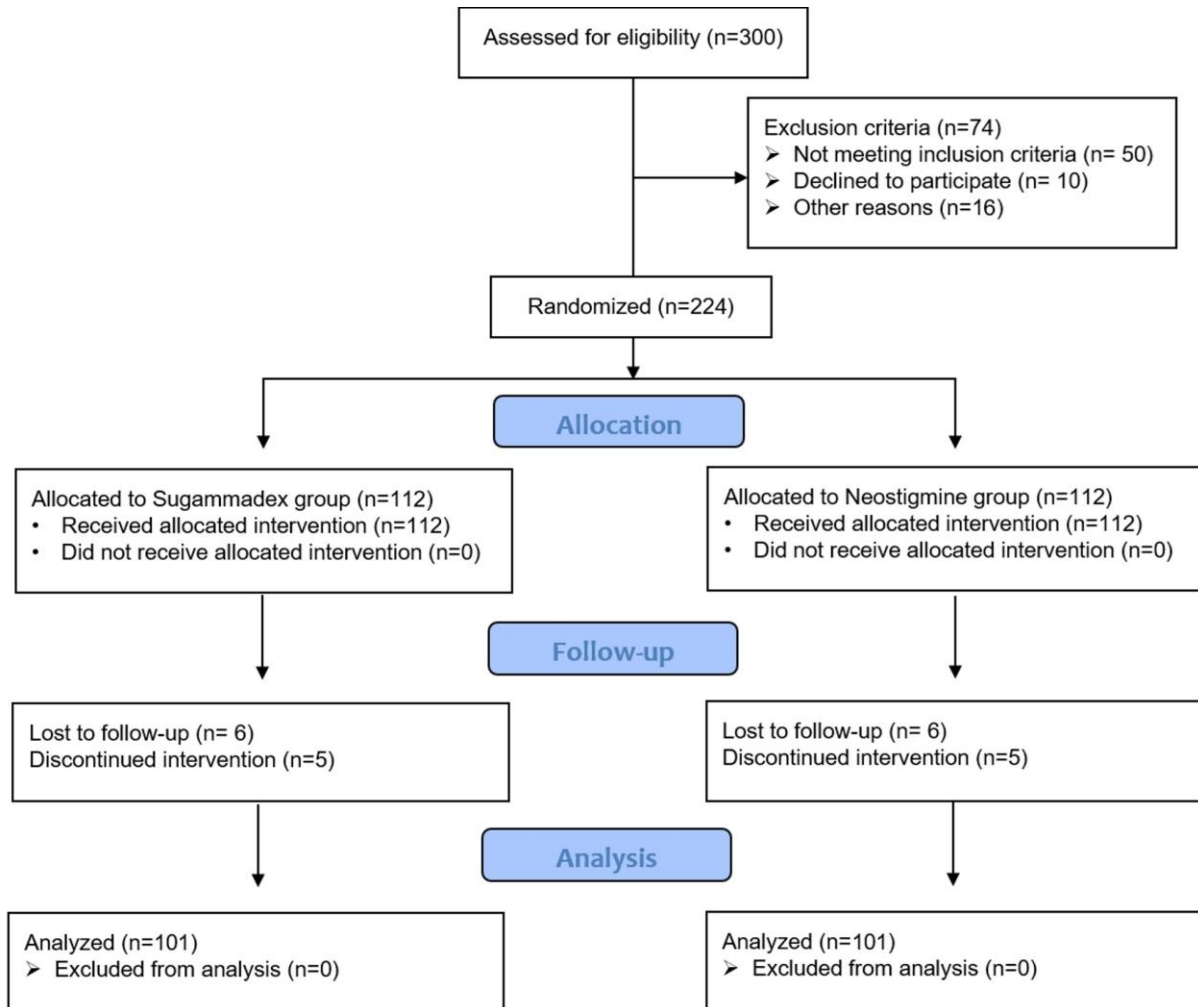 Assessed for eligibility (n=300)
Exclusion criteria (n=74)
➢ Not meeting inclusion criteria (n= 50)
➢ Declined to participate (n= 10)
➢ Other reasons (n=16)
Randomized (n=224)
Allocation
Allocated to Sugammadex group (n=112)
• Received allocated intervention (n=112)
• Did not receive allocated intervention (n=0)
Allocated to Neostigmine group (n=112)
• Received allocated intervention (n=112)
• Did not receive allocated intervention (n=0)
Follow-up
Lost to follow-up (n= 6)
Discontinued intervention (n=5)
Lost to follow-up (n= 6)
Discontinued intervention (n=5)
Analysis
Analyzed (n=101)
➢ Excluded from analysis (n=0)
Analyzed (n=101)
➢ Excluded from analysis (n=0)